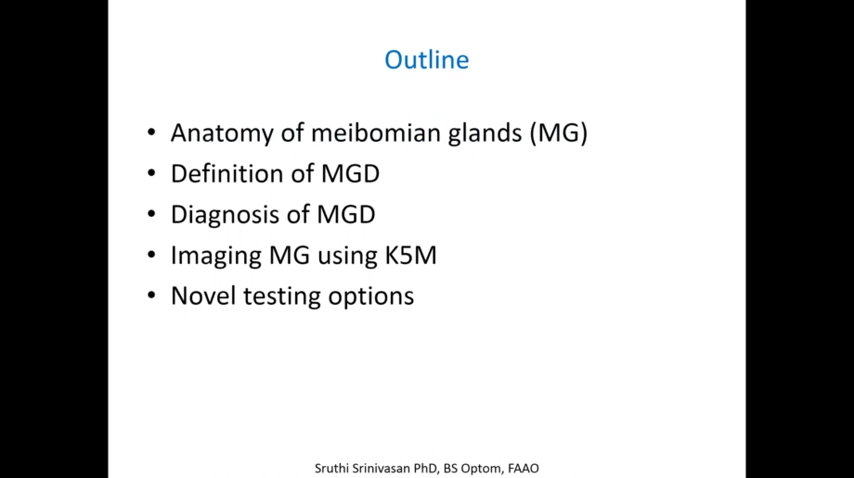 Outline
• Anatomy of meibomian glands (MG)
• Definition of MGD
• Diagnosis of MGD
• Imaging MG using K5M
• Novel testing options
Sruthi Srinivasan PhD, BS Optom, FAAO